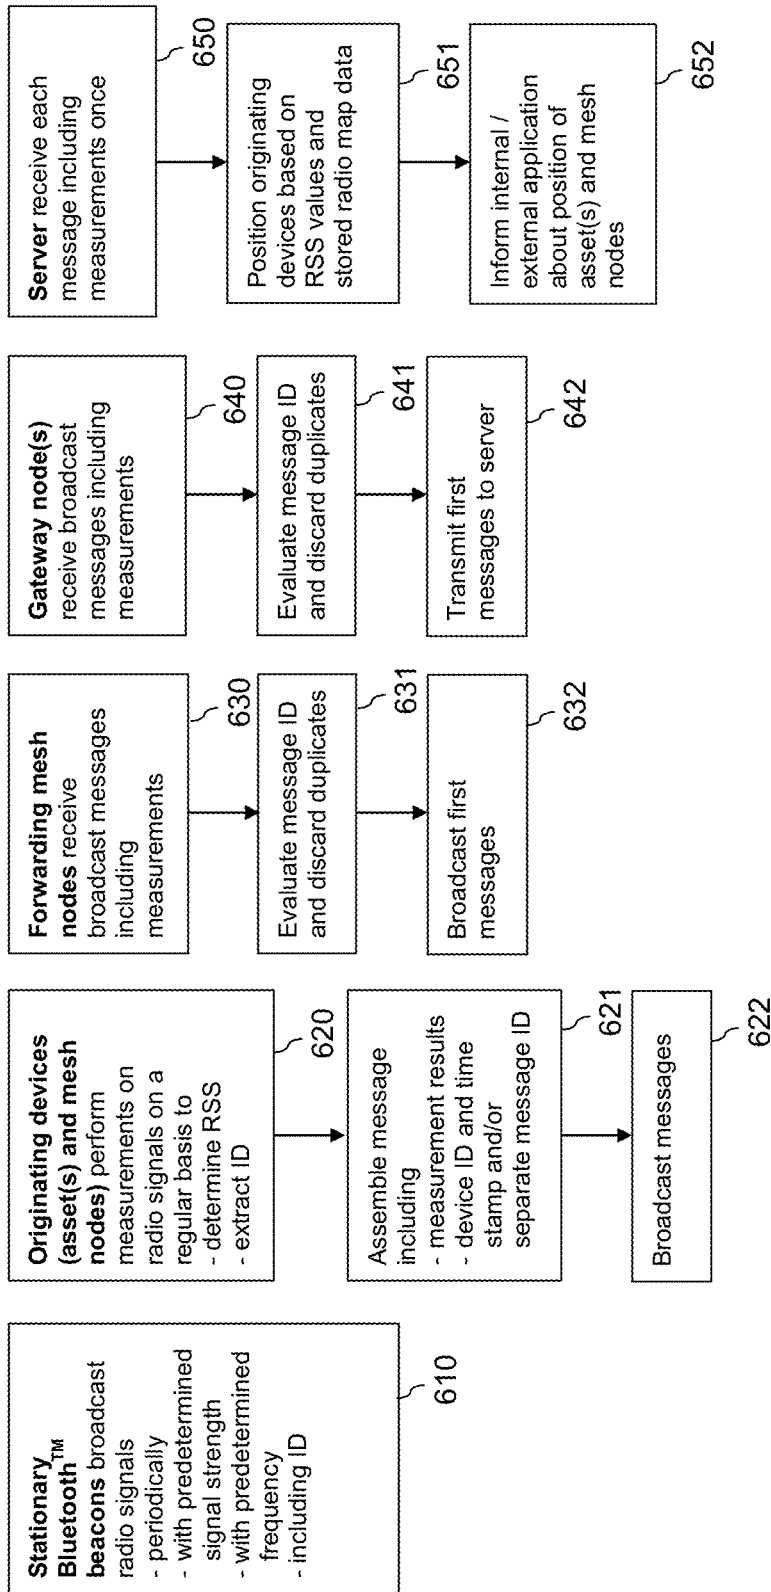 Stationary
Bluetooth™
beacons broadcast
radio signals
- periodically
- with predetermined
signal strength
- with predetermined
frequency
- including ID
610
Originating devices
(asset(s) and mesh
nodes) perform
measurements on
radio signals on a
regular basis to
- determine RSS
- extract ID
620
Assemble message
including
- measurement results
- device ID and time
stamp and/or
separate message ID
621
Broadcast messages
622
Forwarding mesh
nodes receive
broadcast messages
including
measurements
630
Evaluate message ID
and discard duplicates
631
Broadcast first
messages
632
Gateway node(s)
receive broadcast
messages including
measurements
640
Evaluate message ID
and discard duplicates
641
Transmit first
messages to server
642
Server receive each
message including
measurements once
650
Position originating
devices based on
RSS values and
stored radio map data
651
Inform internal /
external application
about position of
asset(s) and mesh
nodes
652